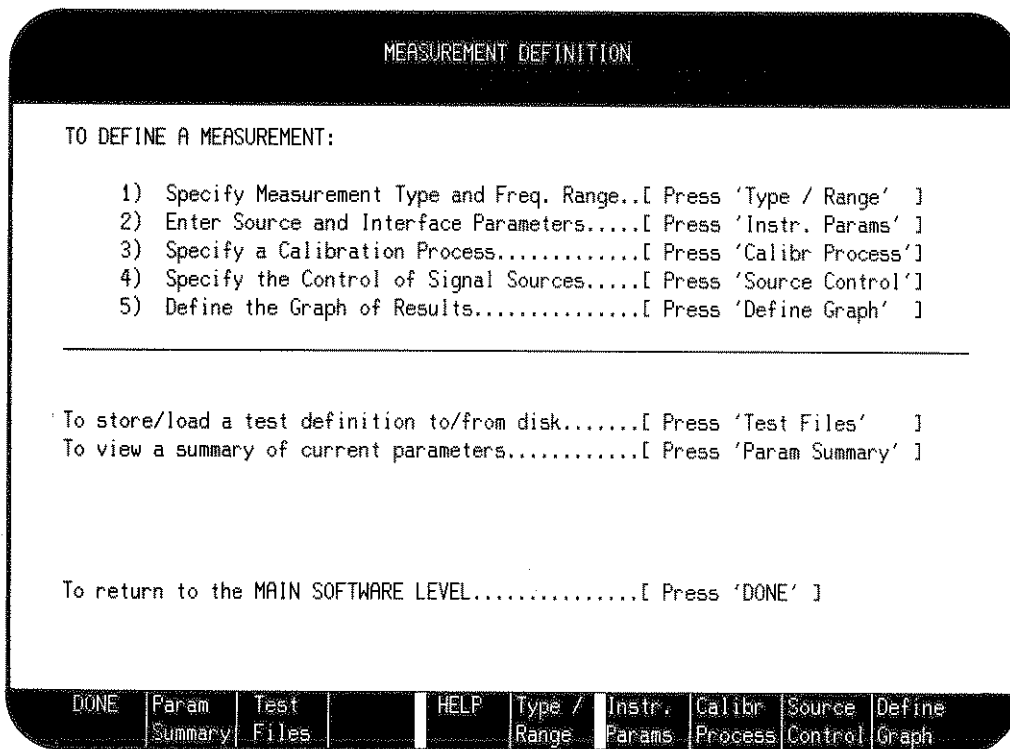 MEASUREMENT DEFINITION
TO DEFINE A MEASUREMENT:
1) Specify Measurement Type and Freq. Range..[ Press 'Type / Range' ]
2) Enter Source and Interface Parameters.....[ Press 'Instr. Params' ]
3) Specify a Calibration Process.............[ Press 'Calibr Process']
4) Specify the Control of Signal Sources.....[ Press 'Source Control']
5) Define the Graph of Results...............[ Press 'Define Graph' ]
To store/load a test definition to/from disk.......[ Press 'Test Files' ]
To view a summary of current parameters............[ Press 'Param Summary' ]
To return to the MAIN SOFTWARE LEVEL...............[ Press 'DONE' ]
DONE Param Test HELP Type / Instr. Calibr Source Define
Summary Files Range Params Process Control Graph